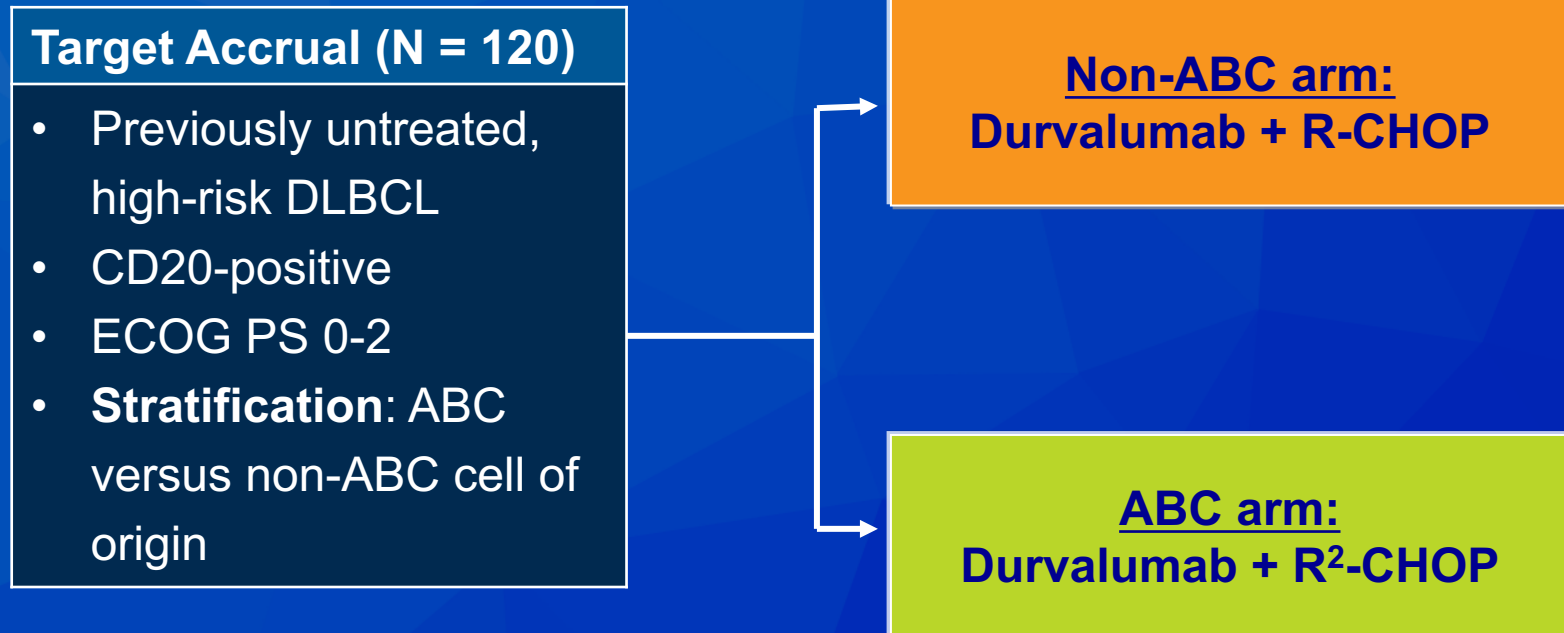 Target Accrual (N = 120)
• Previously untreated,
high-risk DLBCL
• CD20-positive
• ECOG PS 0-2
• Stratification: ABC
versus non-ABC cell of
origin
Non-ABC arm:
Durvalumab + R-CHOP
ABC arm:
Durvalumab + R²-CHOP